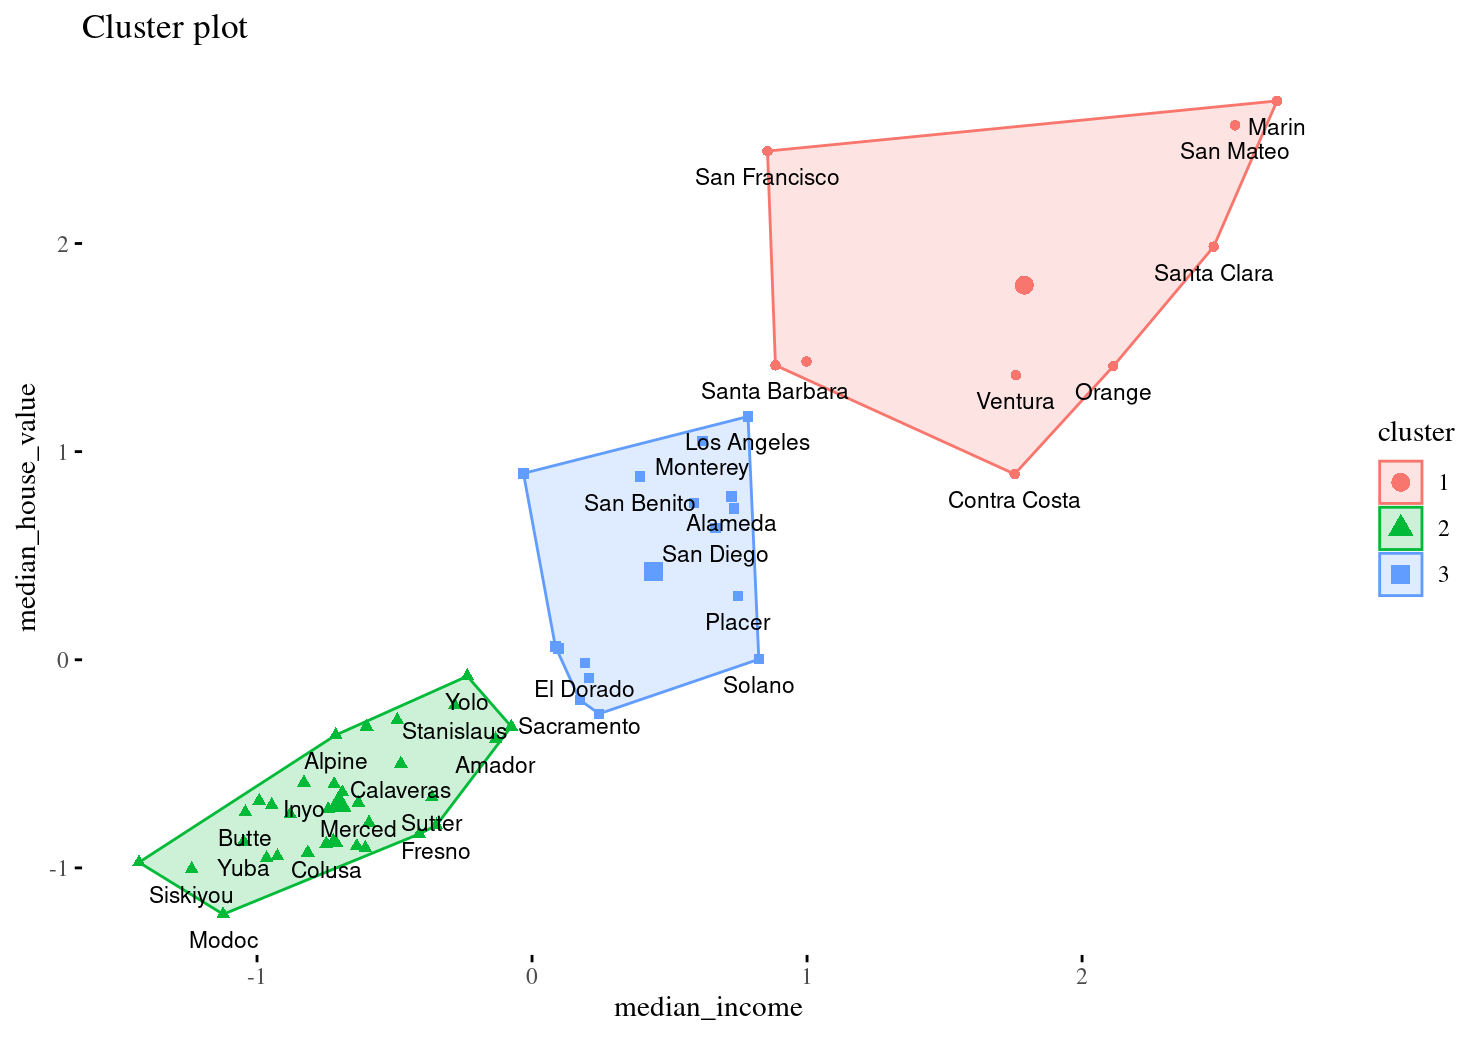 Cluster plot
Marin
San Mateo
San Francisco
2
Santa Clara
Santa Barbara
Orange
Ventura
Los Angeles
1
Monterey
Contra Costa
San Benito
Alameda
San Diego
Placer
0
Solano
El Dorado
Yolo
Sacramento
Stanislaus
Alpine
Amador
Calaveras
Inyo
Sutter
Merced
Butte
Fresno
-1
Yuba
Colusa
Siskiyou
Modoc
-1
0
1
2
median_income
median_house_value
cluster
1
2
3